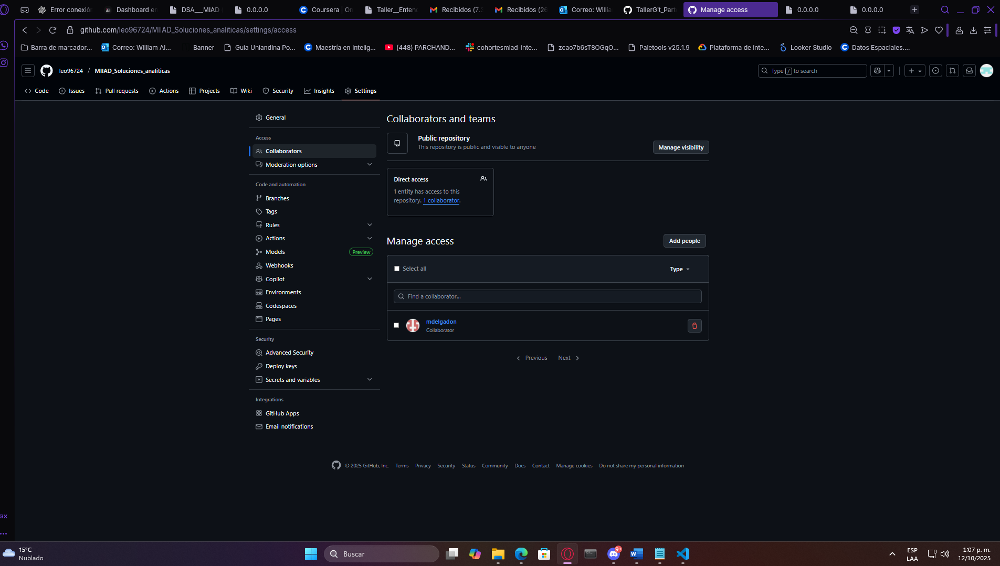 Error conexión
Dashboard en
DSA___MIAD
0.0.0.0
Coursera | On
Taller__Entend
Recibidos (7.3
Recibidos (26
Correo: Willia
TallerGit_Parte
Manage access
0.0.0.0
0.0.0.0
github.com/leo96724/MIIAD_Soluciones_analiticas/settings/access
Barra de marcador...
Correo: William Al...
Banner
Guia Uniandina Po...
Maestría en Intelig...
(448) PARCHAND...
cohortesmiad-inte...
zcao7b6sT8OGqO...
Paletools v25.1.9
Plataforma de inte...
Looker Studio
Datos Espaciales....
leo96724 / MIIAD_Soluciones_analiticas
Type / to search
Code
Issues
Pull requests
Actions
Projects
Wiki
Security
Insights
Settings
General
Access
Collaborators
Moderation options
Code and automation
Branches
Tags
Rules
Actions
Models
Preview
Webhooks
Copilot
Environments
Codespaces
Pages
Security
Advanced Security
Deploy keys
Secrets and variables
Integrations
GitHub Apps
Email notifications
Collaborators and teams
Public repository
This repository is public and visible to anyone
Manage visibility
Direct access
1 entity has access to this
repository. 1 collaborator.
Manage access
Add people
Select all
Type
Find a collaborator...
mdelgadon
Collaborator
Previous
Next
© 2025 GitHub, Inc.
Terms
Privacy
Security
Status
Community
Docs
Contact
Manage cookies
Do not share my personal information
GX
15°C
Nublado
Buscar
9+
ESP
LAA
1:07 p. m.
12/10/2025